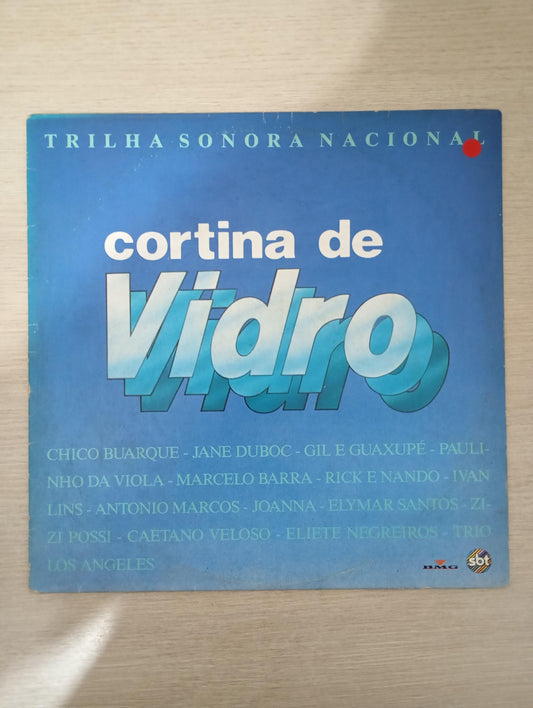 TRILHA SONORA NACIONAL
cortina de
Vidro
CHICO BUARQUE - JANE DUBOC - GIL E GUAXUPÉ - PAULI-
NHO DA VIOLA - MARCELO BARRA - RICK E NANDO - IVAN
LINS - ANTONIO MARCOS - JOANNA - ELYMAR SANTOS - ZI-
ZI POSSI - CAETANO VELOSO - ELIETE NEGREIROS - TRIO
LOS ANGELES
BMG
sbt